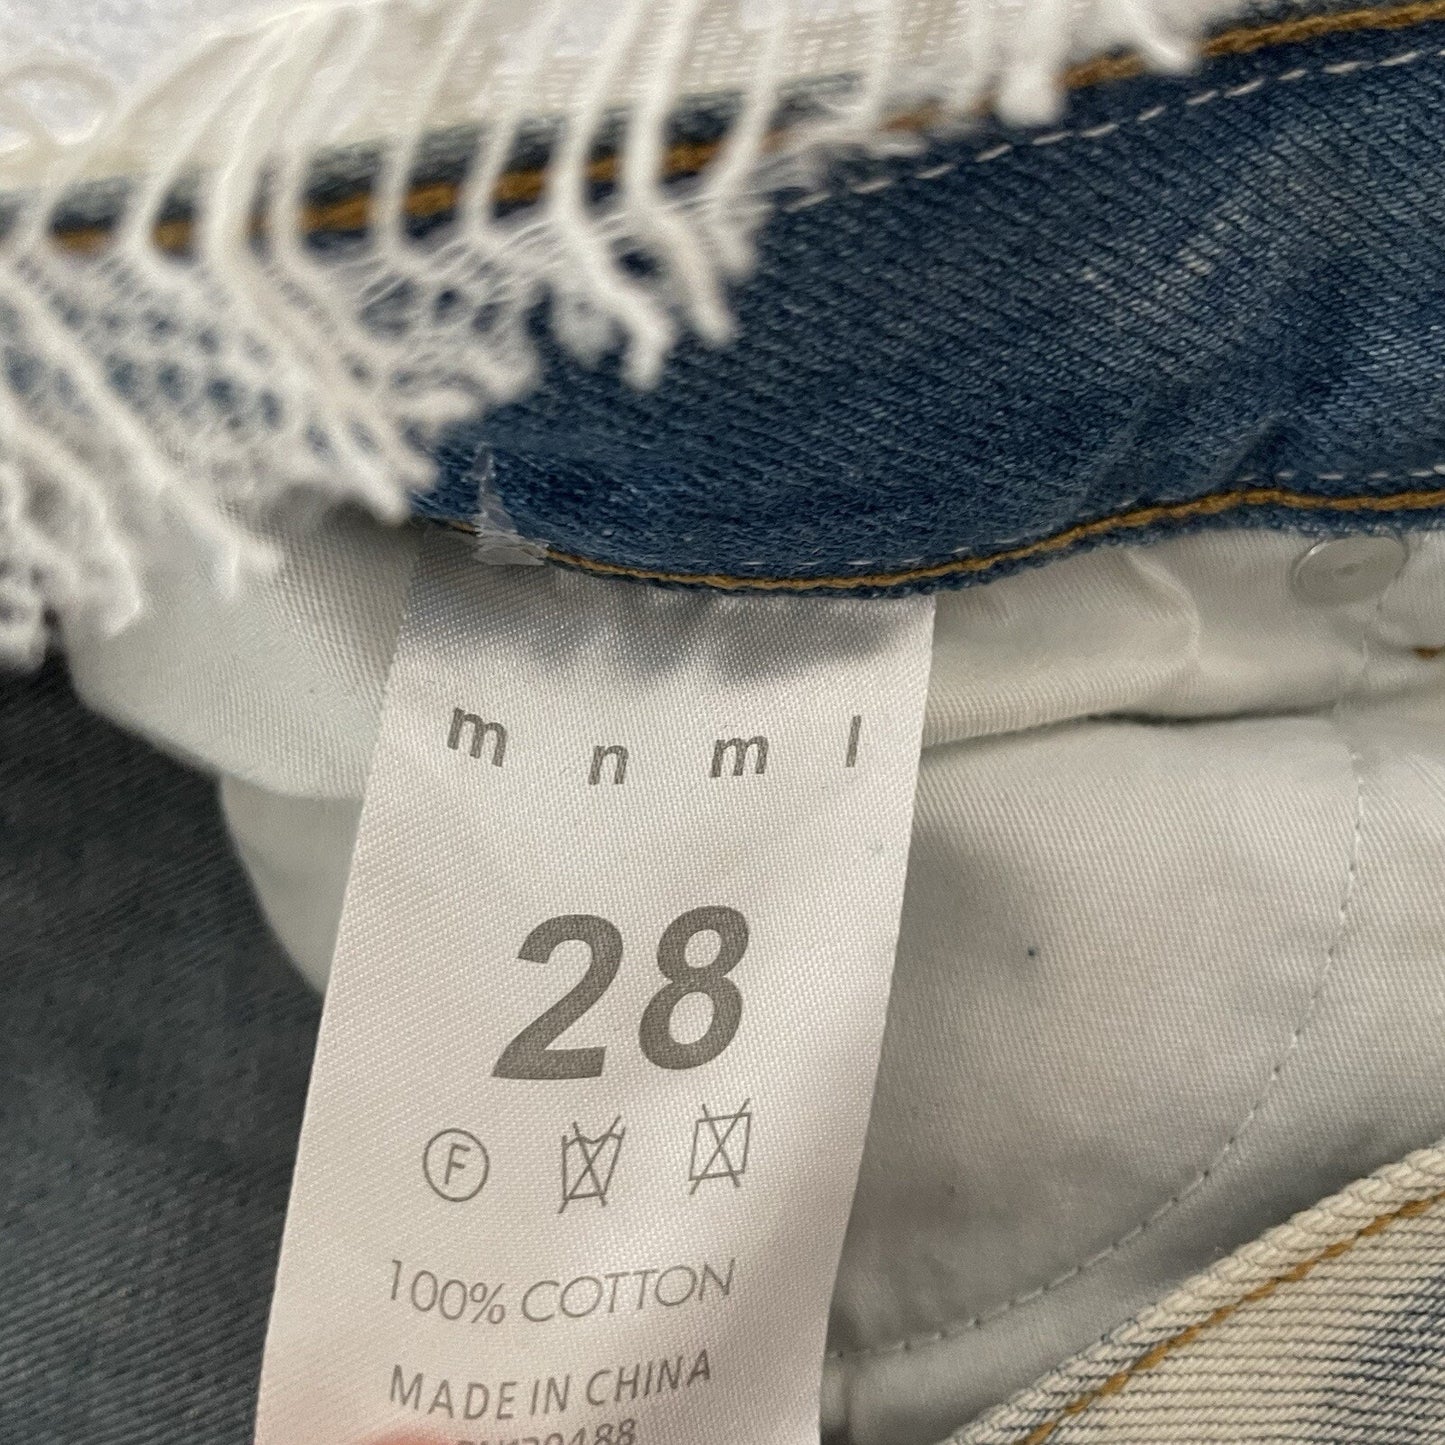 m n m l
28
F
100% COTTON
MADE IN CHINA